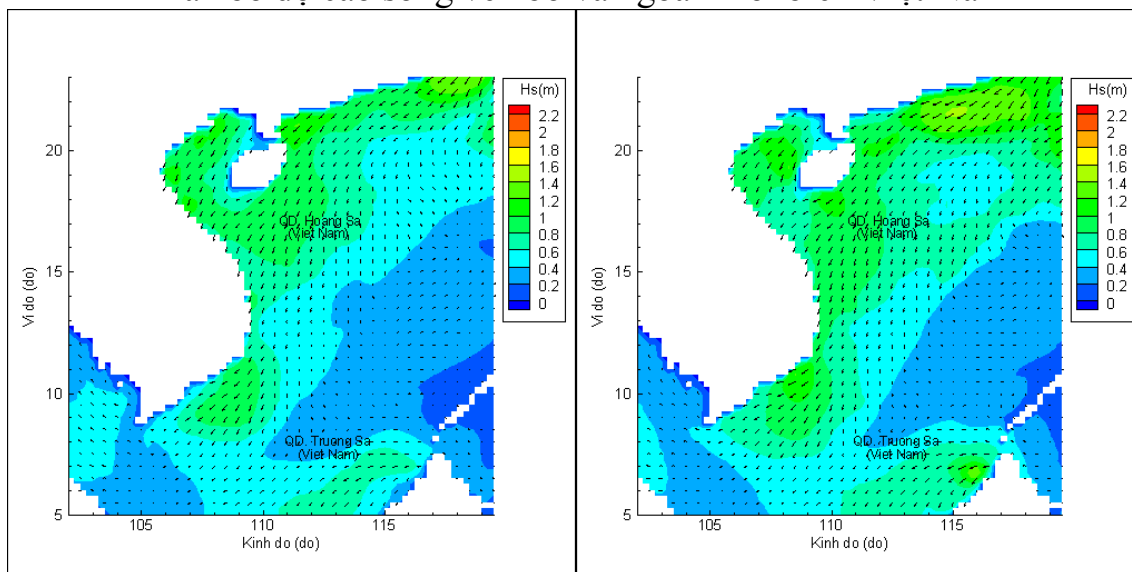 Hs(m)
2.2
2
1.8
1.6
1.4
1.2
1
0.8
0.6
0.4
0.2
0
20
15
10
5
Vi do (do)
QD. Hoang Sa
(Viet Nam)
QD. Truong Sa
(Viet Nam)
105
110
115
Kinh do (do)
Hs(m)
2.2
2
1.8
1.6
1.4
1.2
1
0.8
0.6
0.4
0.2
0
20
15
10
5
Vi do (do)
QD. Hoang Sa
(Viet Nam)
QD. Truong Sa
(Viet Nam)
105
110
115
Kinh do (do)